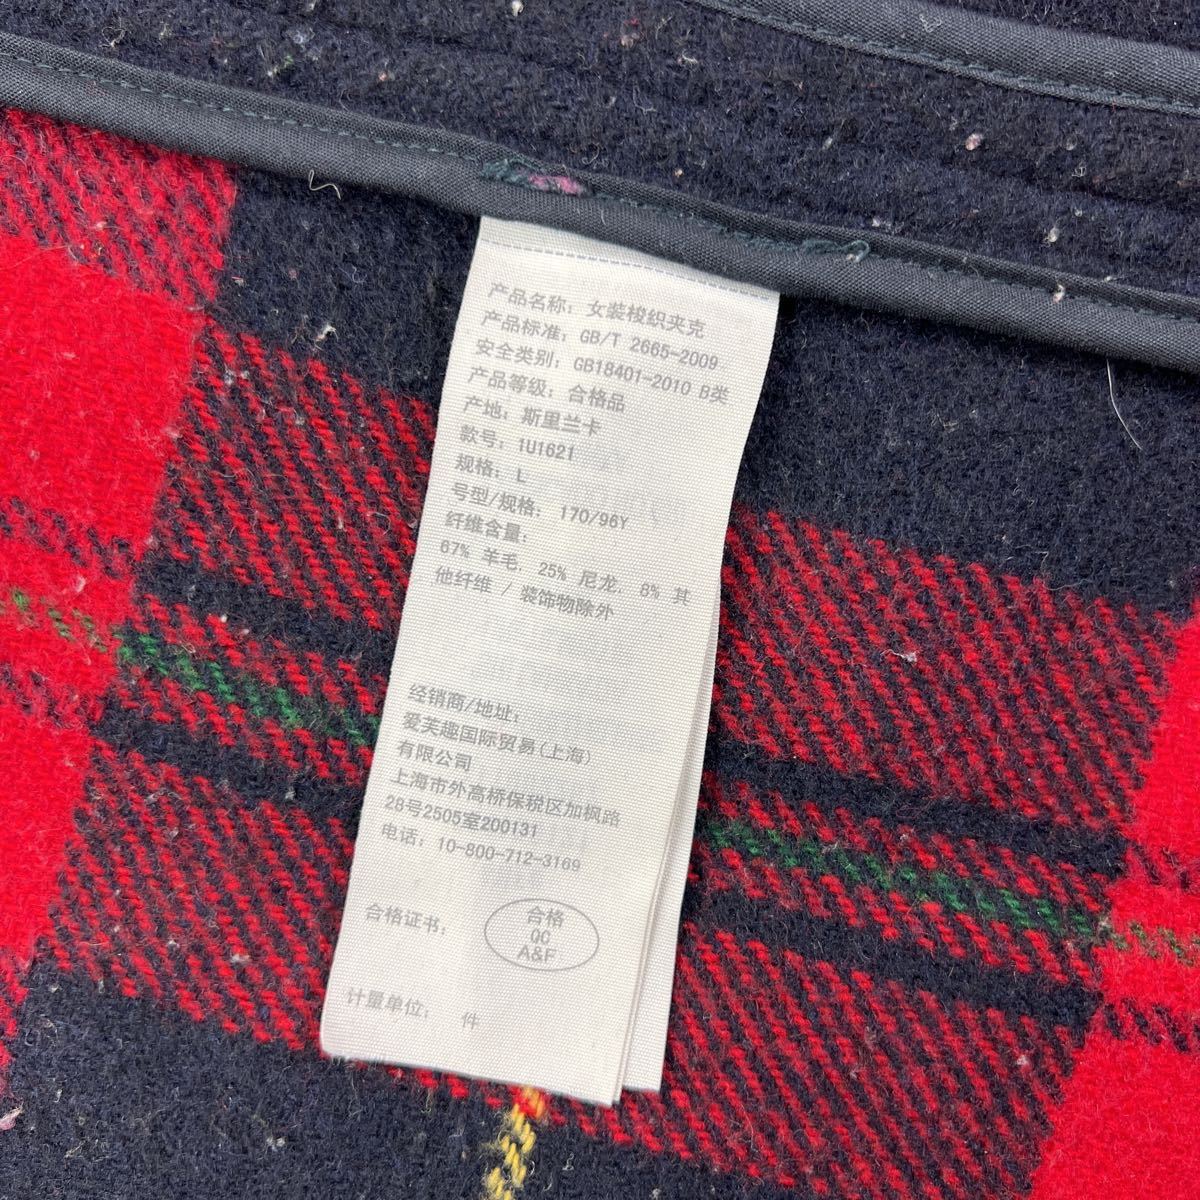 产品名称: 女装梭织夹克
产品标准: GB/T 2665-2009
安全类别: GB18401-2010 B类
产品等级: 合格品
产地: 斯里兰卡
款号: 1U1621
规格: L
号型/规格: 170/96Y
纤维含量:
67% 羊毛, 25% 尼龙, 8% 其
他纤维 / 装饰物除外
经销商/地址:
爱芙趣国际贸易(上海)
有限公司
上海市外高桥保税区加枫路
28号2505室200131
电话: 10-800-712-3169
合格证书:
合格
QC
A&F
计量单位: 件